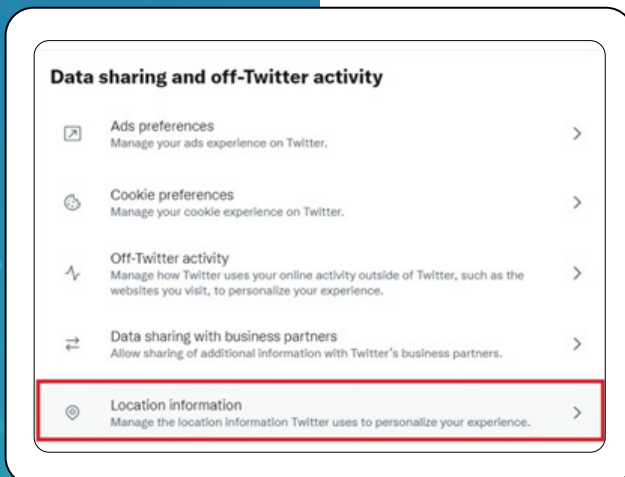 Data sharing and off-Twitter activity
Ads preferences
Manage your ads experience on Twitter.
Cookie preferences
Manage your cookie experience on Twitter.
Off-Twitter activity
Manage how Twitter uses your online activity outside of Twitter, such as the
websites you visit, to personalize your experience.
Data sharing with business partners
Allow sharing of additional information with Twitter's business partners.
Location information
Manage the location information Twitter uses to personalize your experience.